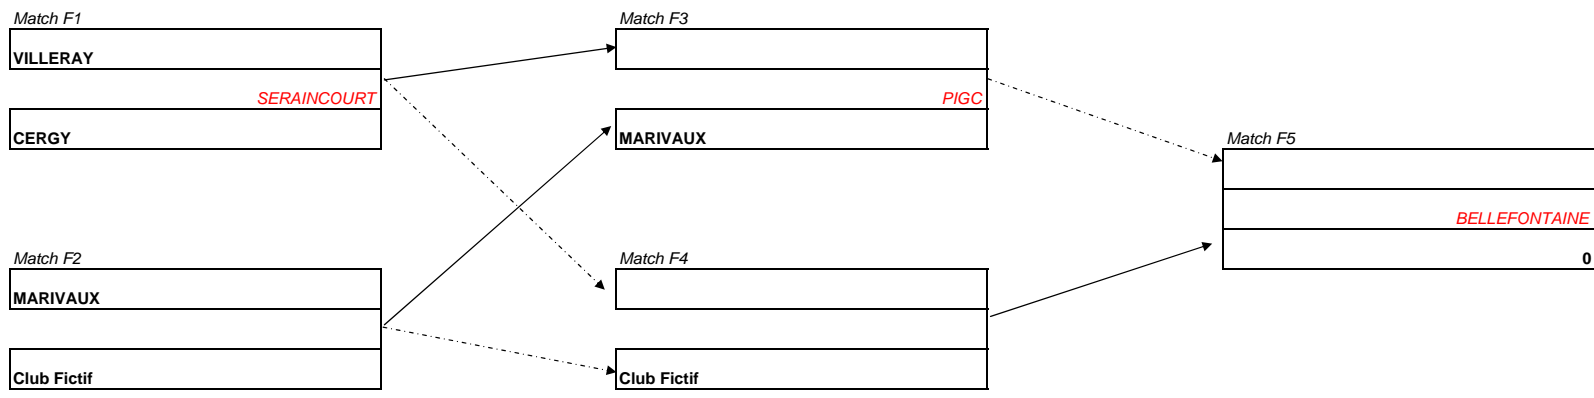 Match F1
VILLERAY
SERAINCOURT
CERGY
Match F2
MARIVAUX
Club Fictif
Match F3
PIGC
MARIVAUX
Match F4
Club Fictif
Match F5
BELLEFONTAINE
0